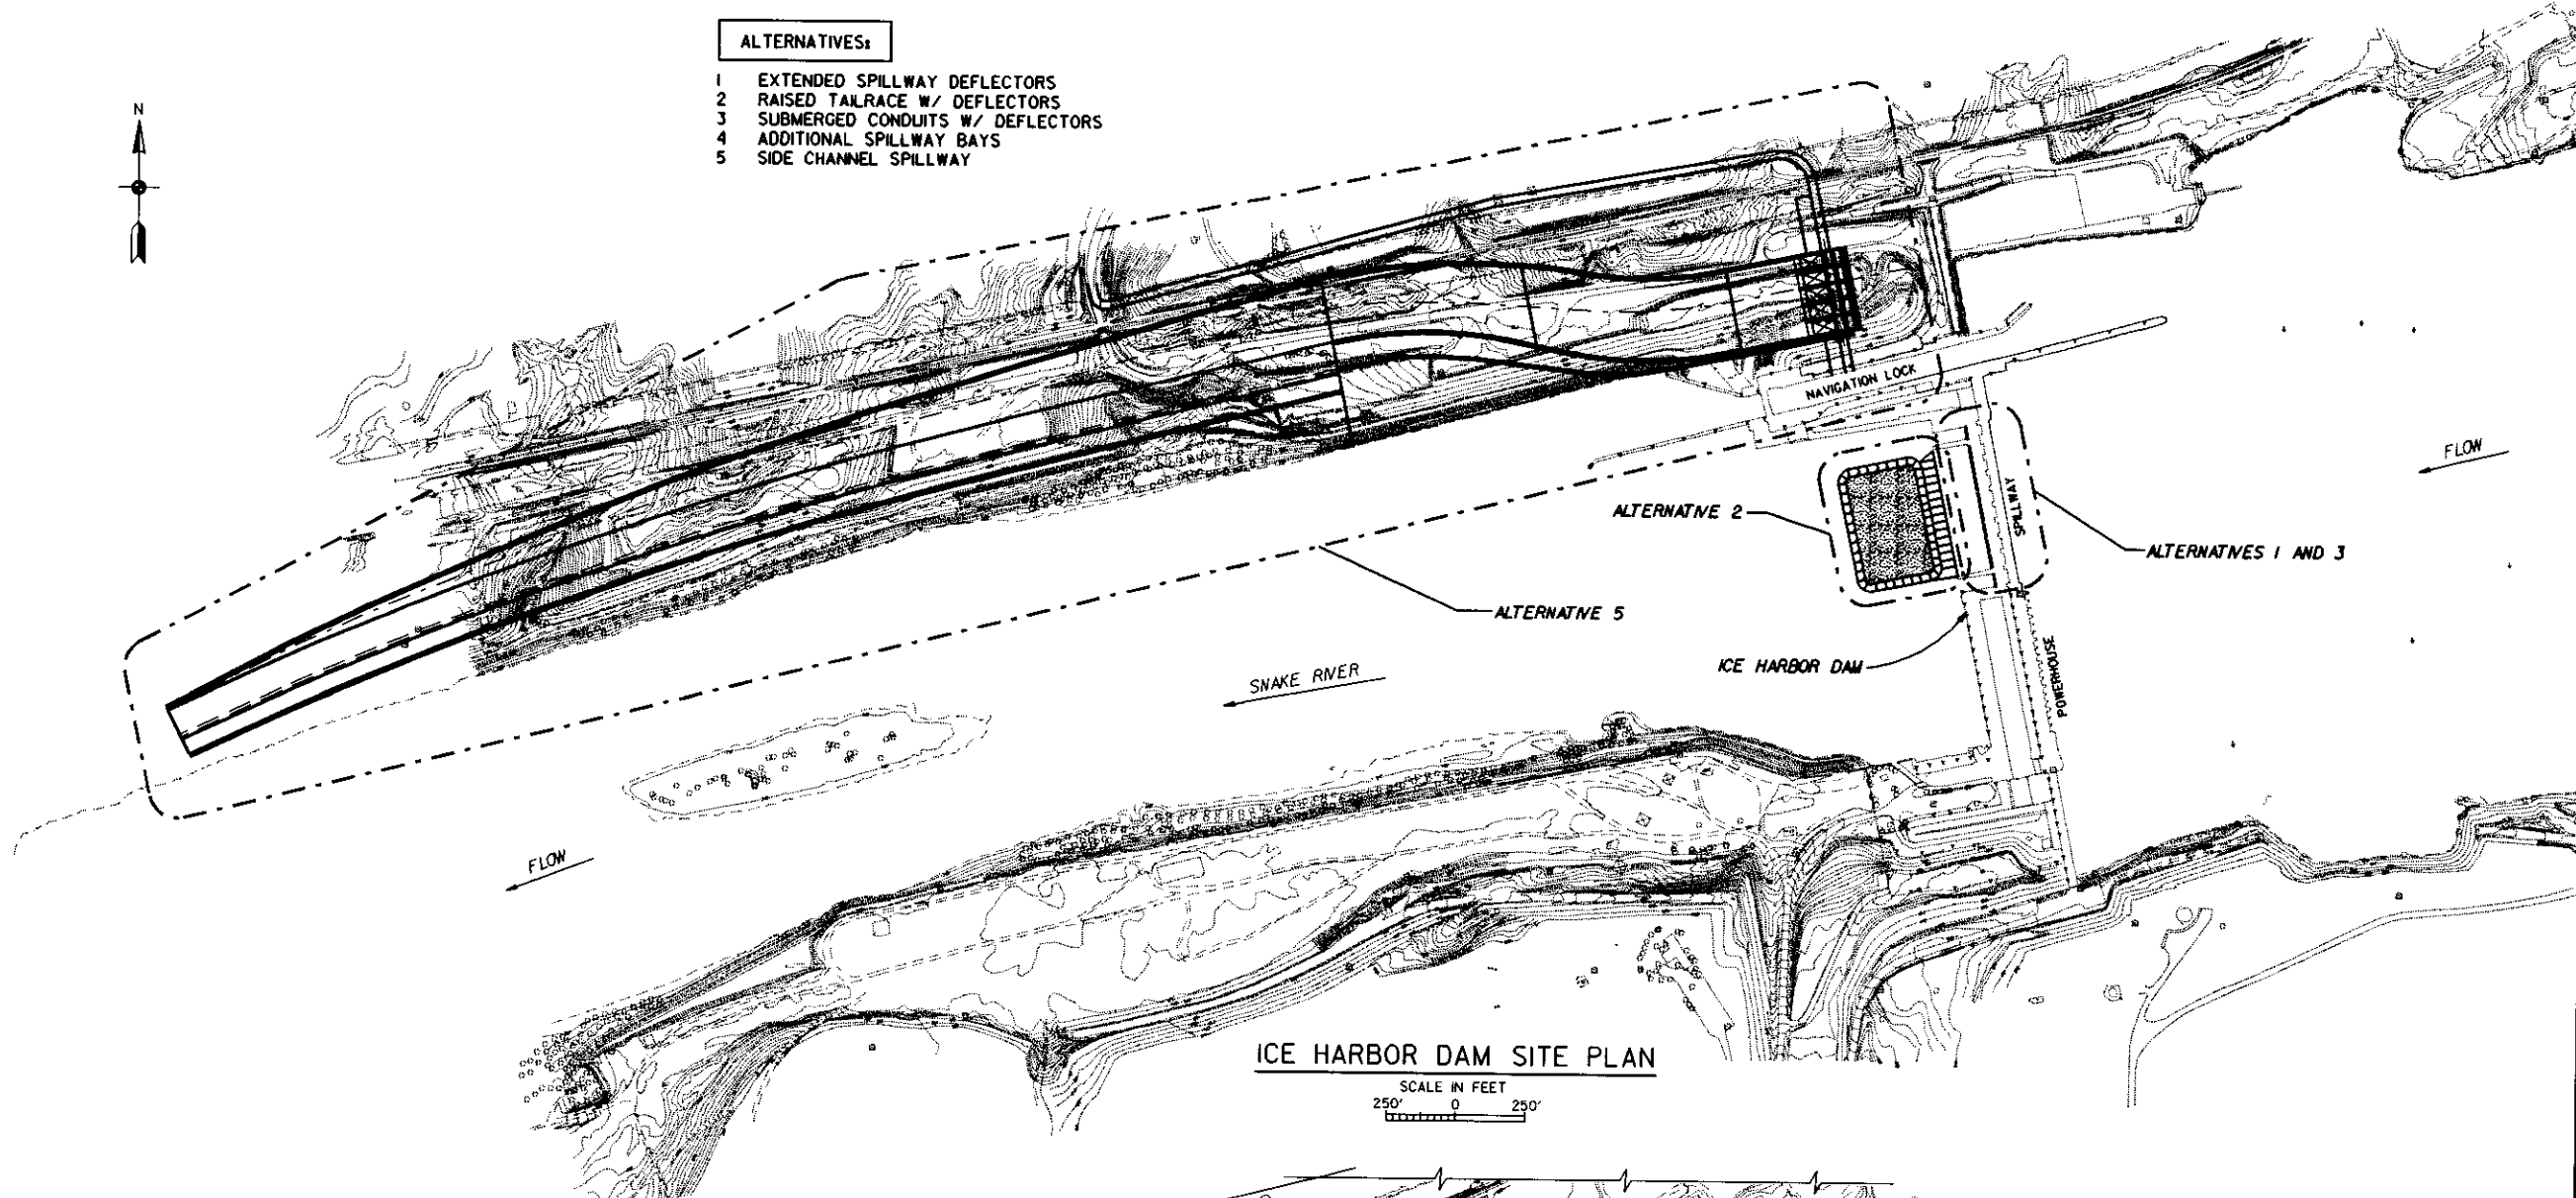 ALTERNATIVES:
1 EXTENDED SPILLWAY DEFLECTORS
2 RAISED TAILRACE W/ DEFLECTORS
3 SUBMERGED CONDUITS W/ DEFLECTORS
4 ADDITIONAL SPILLWAY BAYS
5 SIDE CHANNEL SPILLWAY
N
NAVIGATION LOCK
FLOW
SPILLWAY
ALTERNATIVE 2
ALTERNATIVES 1 AND 3
ALTERNATIVE 5
ICE HARBOR DAM
POWERHOUSE
SNAKE RIVER
FLOW
ICE HARBOR DAM SITE PLAN
SCALE IN FEET
250' 0 250'